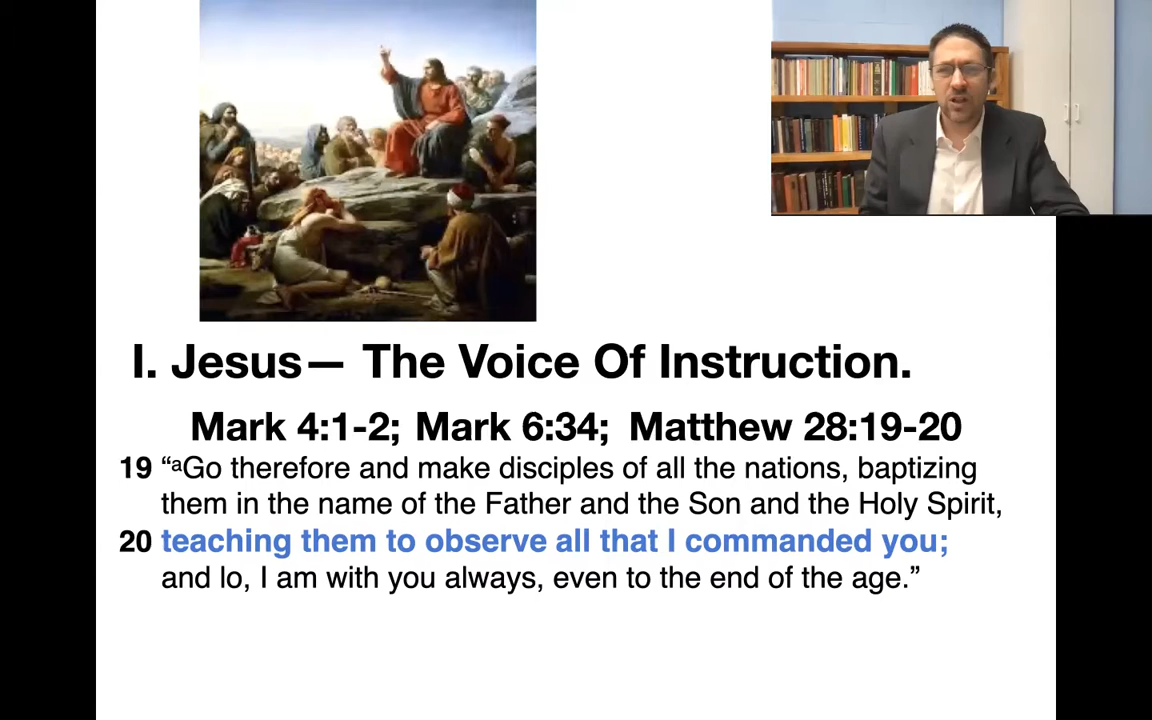 I. Jesus— The Voice Of Instruction.
Mark 4:1-2; Mark 6:34; Matthew 28:19-20
19 “ᵃGo therefore and make disciples of all the nations, baptizing
them in the name of the Father and the Son and the Holy Spirit,
20 teaching them to observe all that I commanded you;
and lo, I am with you always, even to the end of the age.”